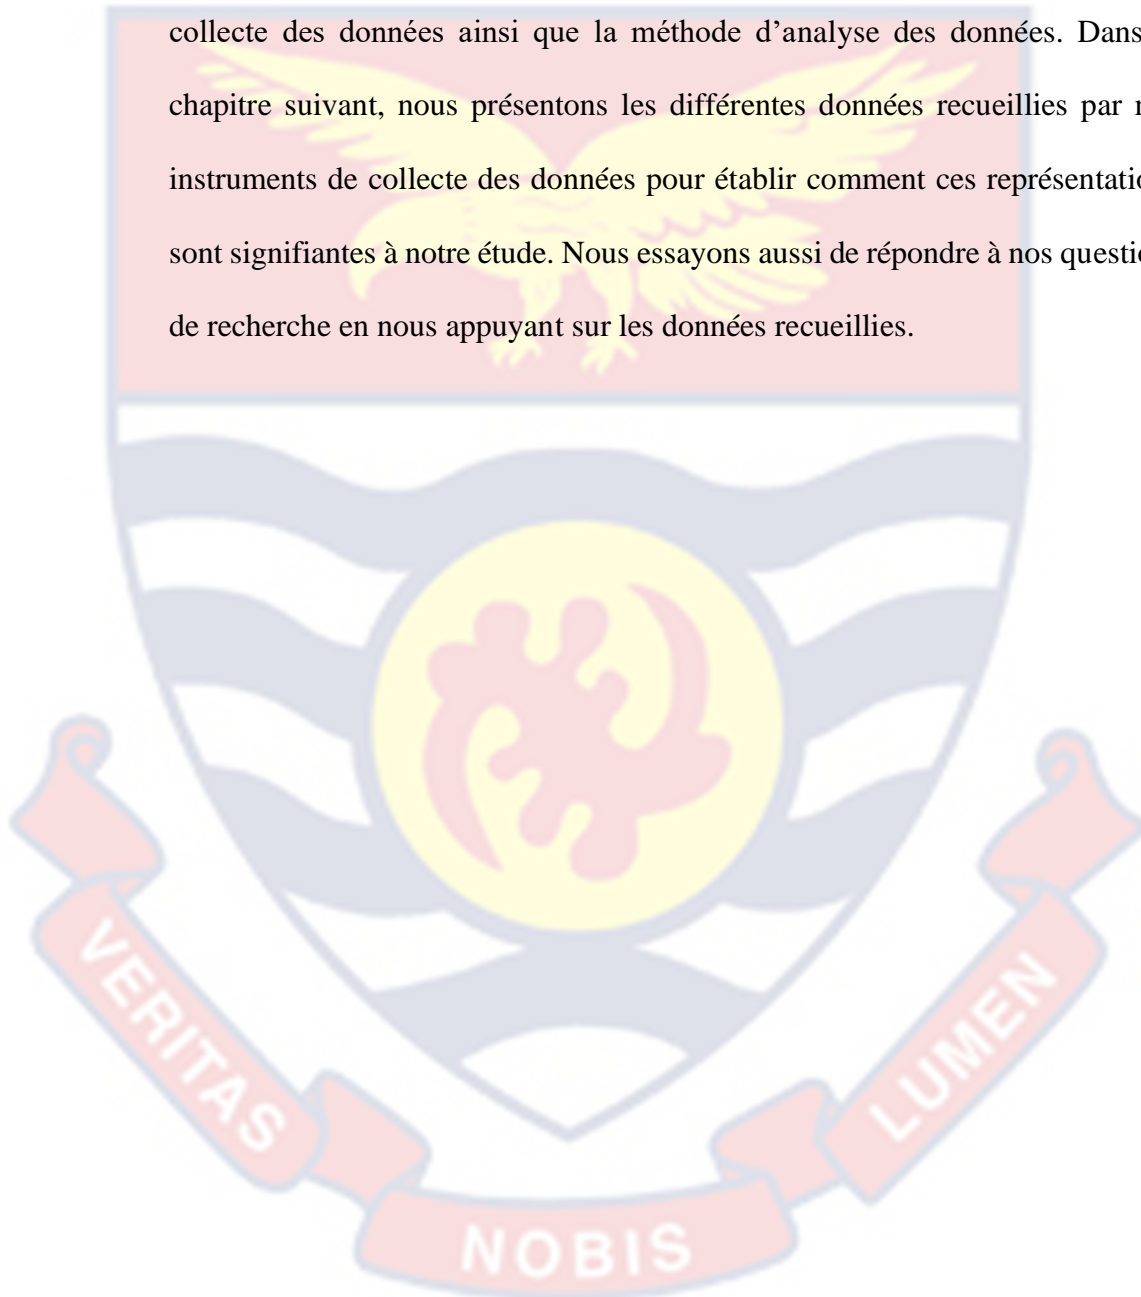 collecte des données ainsi que la méthode d’analyse des données. Dans
chapitre suivant, nous présentons les différentes données recueillies par
instruments de collecte des données pour établir comment ces
sont signifiantes à notre étude. Nous essayons aussi de répondre à nos
de recherche en nous appuyant sur les données recueillies.
VERITAS
NOBIS
LUMEN